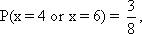 P(x = 4 or x = 6) = 3/8,